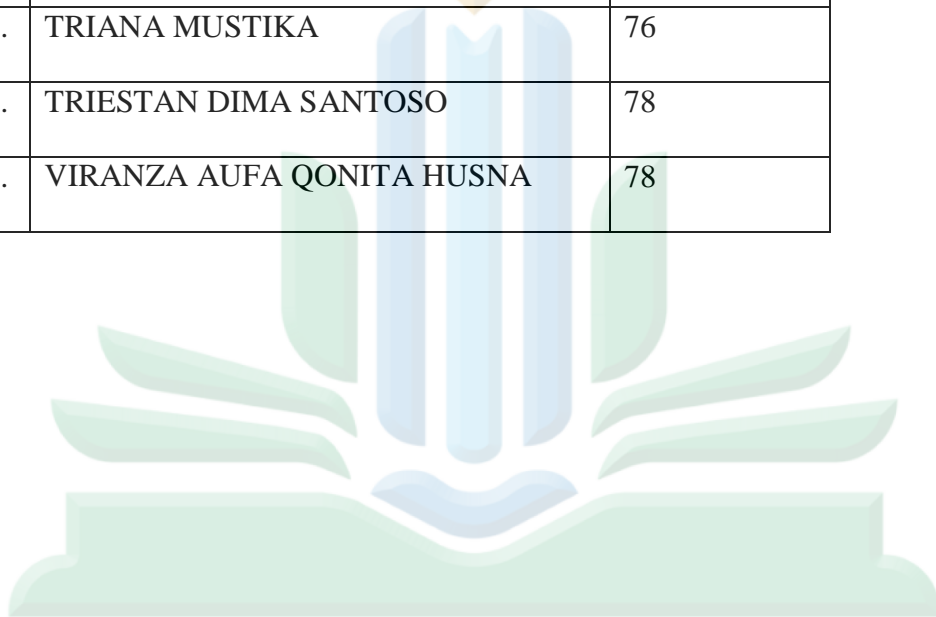 . TRIANA MUSTIKA 76
. TRIESTAN DIMA SANTOSO 78
. VIRANZA AUFA QONITA HUSNA 78